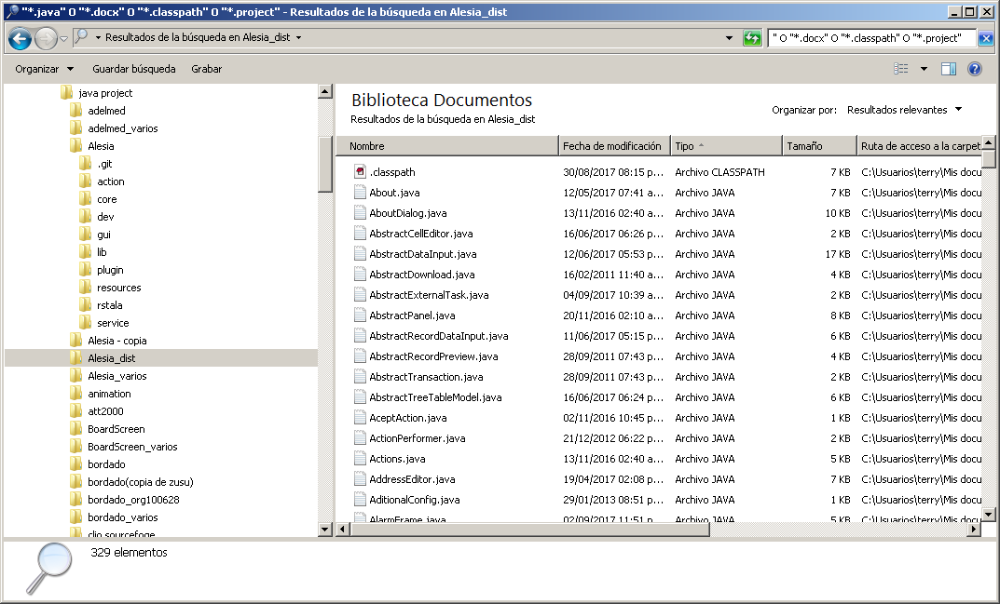 "*.java" O "*.docx" O "*.classpath" O "*.project" - Resultados de la búsqueda en Alesia_dist
Resultados de la búsqueda en Alesia_dist
" O "*.docx" O "*.classpath" O "*.project"
Organizar Guardar búsqueda Grabar
java project
adelmed
adelmed_varios
Alesia
.git
action
core
dev
gui
lib
plugin
resources
rstala
service
Alesia - copia
Alesia_dist
Alesia_varios
animation
att2000
BoardScreen
BoardScreen_varios
bordado
bordado(copia de zusu)
bordado_org100628
bordado_varios
clio sourcefoge
Biblioteca Documentos
Resultados de la búsqueda en Alesia_dist
Organizar por: Resultados relevantes
Nombre Fecha de modificación Tipo Tamaño Ruta de acceso a la carpet
.classpath 30/08/2017 08:15 p... Archivo CLASSPATH 7 KB C:\Usuarios\terry\Mis docu
About.java 12/05/2017 07:41 a... Archivo JAVA 7 KB C:\Usuarios\terry\Mis docu
AboutDialog.java 13/11/2016 02:40 a... Archivo JAVA 10 KB C:\Usuarios\terry\Mis docu
AbstractCellEditor.java 16/06/2017 06:26 p... Archivo JAVA 2 KB C:\Usuarios\terry\Mis docu
AbstractDataInput.java 12/06/2017 05:53 p... Archivo JAVA 17 KB C:\Usuarios\terry\Mis docu
AbstractDownload.java 16/02/2011 11:40 a... Archivo JAVA 4 KB C:\Usuarios\terry\Mis docu
AbstractExternalTask.java 04/09/2017 10:39 a... Archivo JAVA 2 KB C:\Usuarios\terry\Mis docu
AbstractPanel.java 20/11/2016 02:10 a... Archivo JAVA 8 KB C:\Usuarios\terry\Mis docu
AbstractRecordDataInput.java 11/06/2017 05:15 p... Archivo JAVA 6 KB C:\Usuarios\terry\Mis docu
AbstractRecordPreview.java 28/09/2011 07:43 p... Archivo JAVA 4 KB C:\Usuarios\terry\Mis docu
AbstractTransaction.java 28/09/2011 07:43 p... Archivo JAVA 2 KB C:\Usuarios\terry\Mis docu
AbstractTreeTableModel.java 16/06/2017 06:24 p... Archivo JAVA 6 KB C:\Usuarios\terry\Mis docu
AceptAction.java 02/11/2016 10:45 p... Archivo JAVA 1 KB C:\Usuarios\terry\Mis docu
ActionPerformer.java 21/12/2012 06:22 p... Archivo JAVA 2 KB C:\Usuarios\terry\Mis docu
Actions.java 13/11/2016 02:40 a... Archivo JAVA 5 KB C:\Usuarios\terry\Mis docu
AddressEditor.java 19/04/2017 02:08 p... Archivo JAVA 7 KB C:\Usuarios\terry\Mis docu
AditionalConfig.java 29/01/2013 08:51 p... Archivo JAVA 1 KB C:\Usuarios\terry\Mis docu
AlarmFrame.java 02/09/2017 11:51 p... Archivo JAVA 5 KB C:\Usuarios\terry\Mis docu
329 elementos